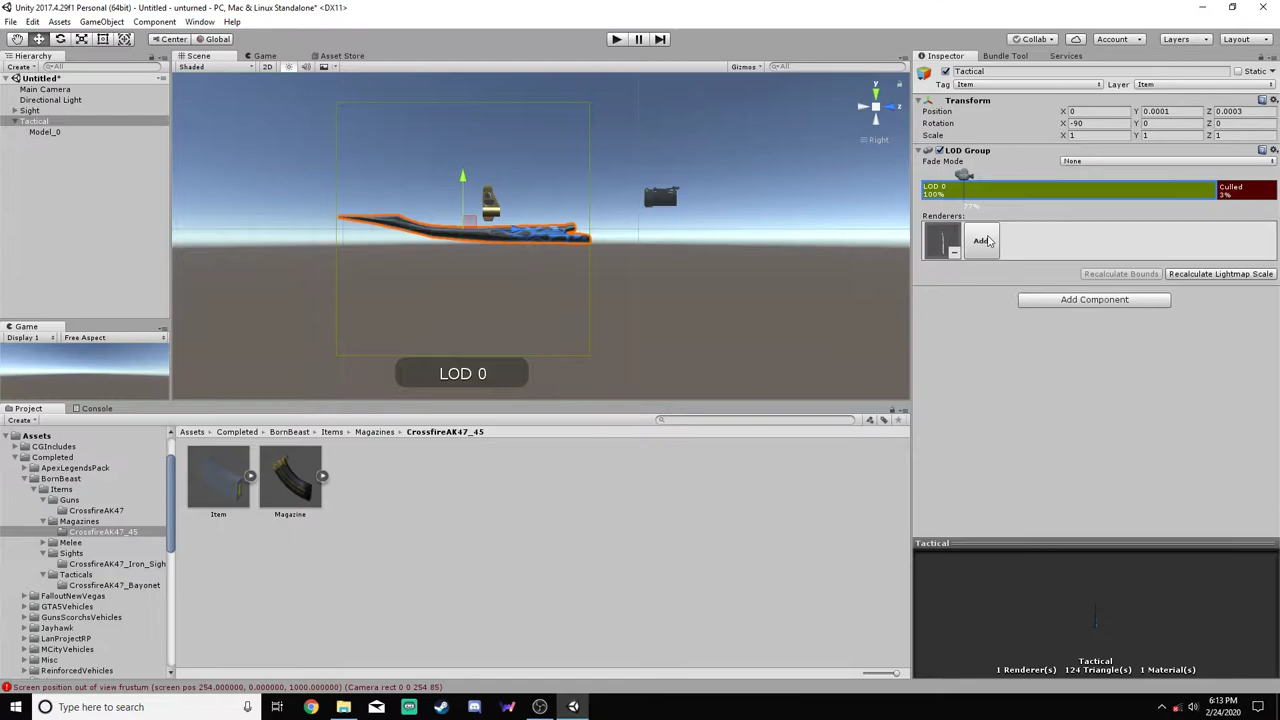 Unity 2017.4.29f1 Personal (64bit) - Untitled - unturned - PC, Mac & Linux Standalone* <DX11>
File Edit Assets GameObject Component Window Help
Center Global Collab Account Layers Layout
Hierarchy Scene Game Asset Store Inspector Bundle Tool Services
Create All Shaded 2D Gizmos All Tactical Static
Untitled*
Main Camera
Directional Light
Sight
Tactical
Model_0
y
z
Right
LOD 0
Tag Item Layer Item
Transform
Position X 0 Y 0.0001 Z 0.0003
Rotation X -90 Y 0 Z 0
Scale X 1 Y 1 Z 1
LOD Group
Fade Mode None
LOD 0 Culled
100% 3%
77%
Renderers:
Add
Recalculate Bounds Recalculate Lightmap Scale
Add Component
Game
Display 1 Free Aspect
Project Console
Create
Assets
CGIncludes
Completed
ApexLegendsPack
BornBeast
Items
Guns
CrossfireAK47
Magazines
CrossfireAK47_45
Melee
Sights
CrossfireAK47_Iron_Sigh
Tacticals
CrossfireAK47_Bayonet
FalloutNewVegas
GTA5Vehicles
GunsScorchsVehicles
Jayhawk
LanProjectRP
MCityVehicles
Misc
ReinforcedVehicles
Assets Completed BornBeast Items Magazines CrossfireAK47_45
Item Magazine
Tactical
Tactical
1 Renderer(s) 124 Triangle(s) 1 Material(s)
Screen position out of view frustum (screen pos 254.000000, 0.000000, 1000.000000) (Camera rect 0 0 254 85)
Type here to search
6:13 PM
2/24/2020